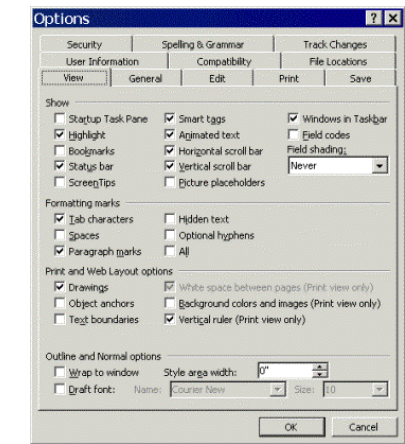 Options
Security Spelling & Grammar Track Changes
User Information Compatibility File Locations
View General Edit Print Save
Show
Startup Task Pane Smart tags Windows in Taskbar
Highlight Animated text Field codes
Bookmarks Horizontal scroll bar Field shading:
Status bar Vertical scroll bar Never
ScreenTips Picture placeholders
Formatting marks
Tab characters Hidden text
Spaces Optional hyphens
Paragraph marks All
Print and Web Layout options
Drawings White space between pages (Print view only)
Object anchors Background colors and images (Print view only)
Text boundaries Vertical ruler (Print view only)
Outline and Normal options
Wrap to window Style area width: 0"
Draft font: Name: Courier New Size: 10
OK Cancel